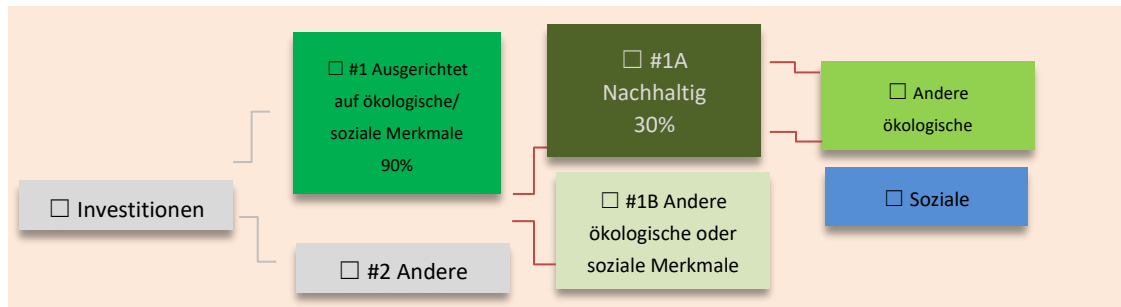 ☐ Investitionen
☐ #1 Ausgerichtet
auf ökologische/
soziale Merkmale
90%
☐ #2 Andere
☐ #1A
Nachhaltig
30%
☐ #1B Andere
ökologische oder
soziale Merkmale
☐ Andere
ökologische
☐ Soziale